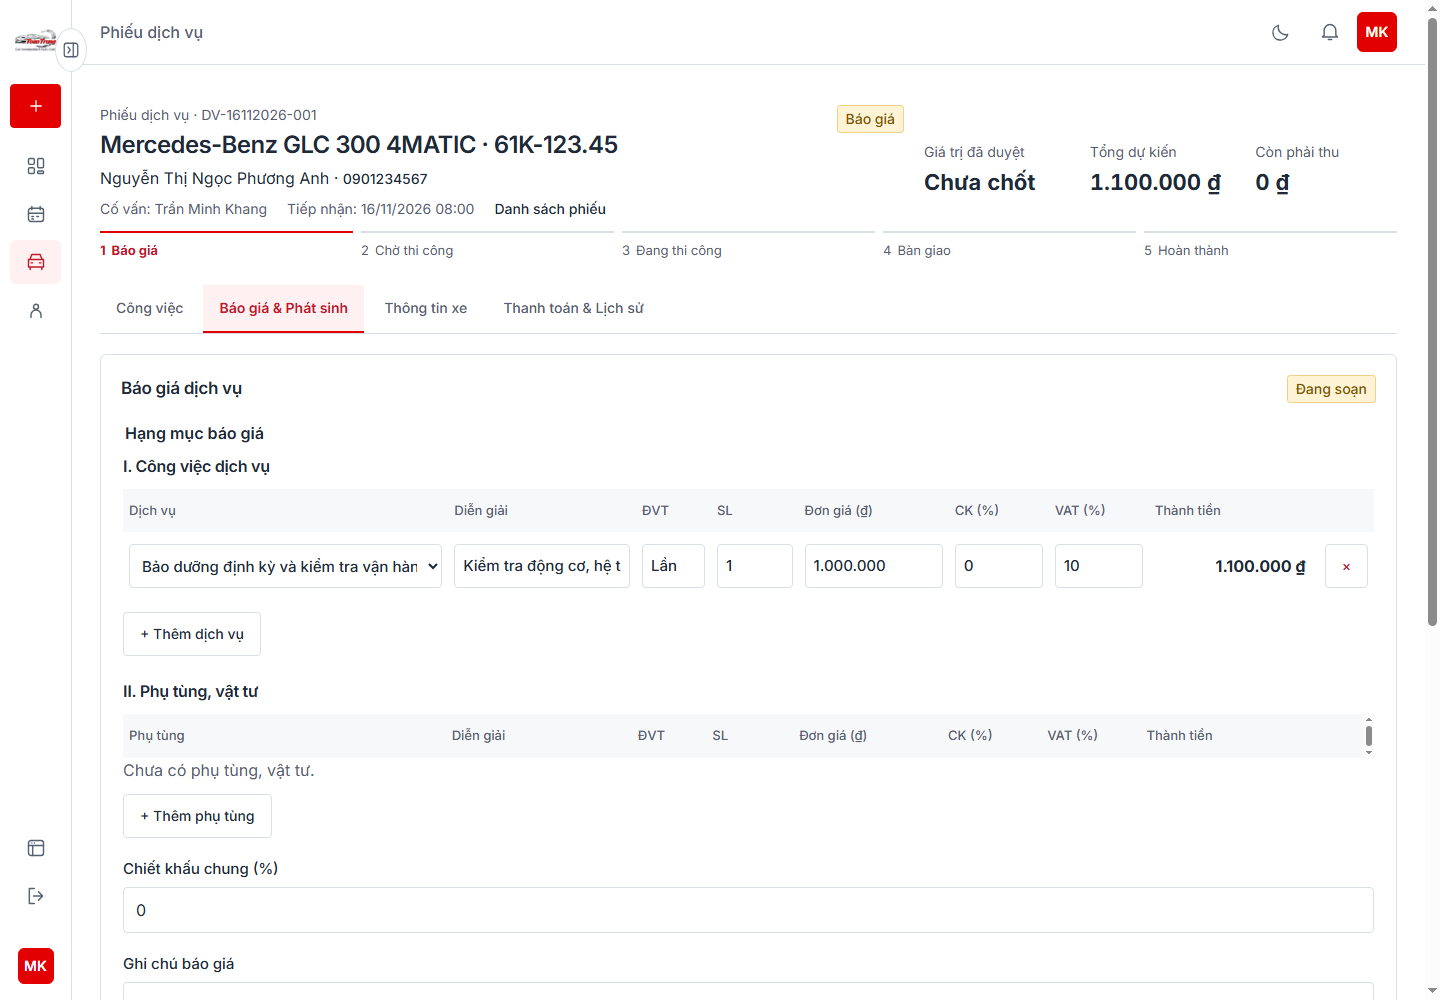 Phiếu dịch vụ
MK
Phiếu dịch vụ · DV-16112026-001
Báo giá
Mercedes-Benz GLC 300 4MATIC · 61K-123.45
Giá trị đã duyệt
Tổng dự kiến
Còn phải thu
Chưa chốt
1.100.000 ₫
0 ₫
Nguyễn Thị Ngọc Phương Anh · 0901234567
Cố vấn: Trần Minh Khang Tiếp nhận: 16/11/2026 08:00 Danh sách phiếu
1 Báo giá
2 Chờ thi công
3 Đang thi công
4 Bàn giao
5 Hoàn thành
Công việc
Báo giá & Phát sinh
Thông tin xe
Thanh toán & Lịch sử
Báo giá dịch vụ
Đang soạn
Hạng mục báo giá
I. Công việc dịch vụ
Dịch vụ Diễn giải ĐVT SL Đơn giá (₫) CK (%) VAT (%) Thành tiền
Bảo dưỡng định kỳ và kiểm tra vận hàn Kiểm tra động cơ, hệ t Lần 1 1.000.000 0 10 1.100.000 ₫ ×
+ Thêm dịch vụ
II. Phụ tùng, vật tư
Phụ tùng Diễn giải ĐVT SL Đơn giá (₫) CK (%) VAT (%) Thành tiền
Chưa có phụ tùng, vật tư.
+ Thêm phụ tùng
Chiết khấu chung (%)
0
Ghi chú báo giá
MK